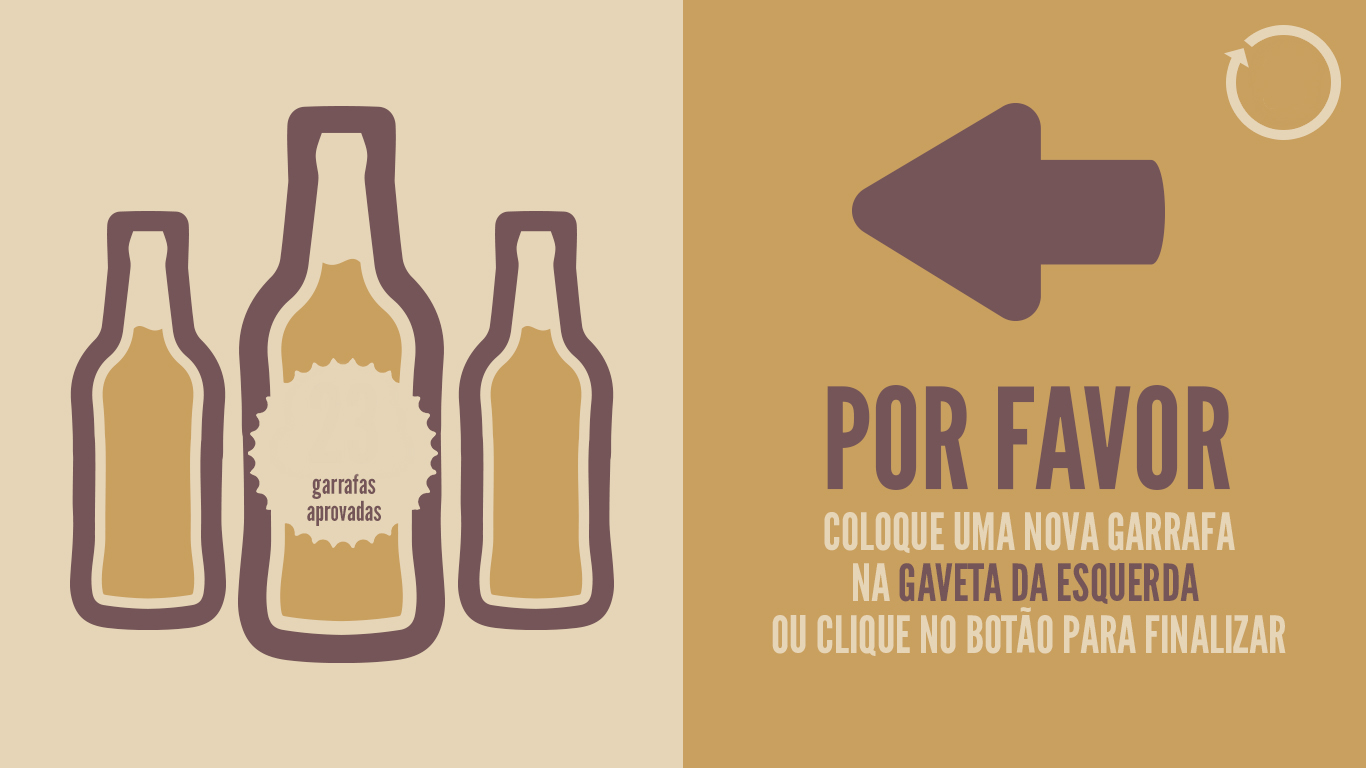 garrafas
aprovadas
POR FAVOR
COLOQUE UMA NOVA GARRAFA
NA GAVETA DA ESQUERDA
OU CLIQUE NO BOTÃO PARA FINALIZAR